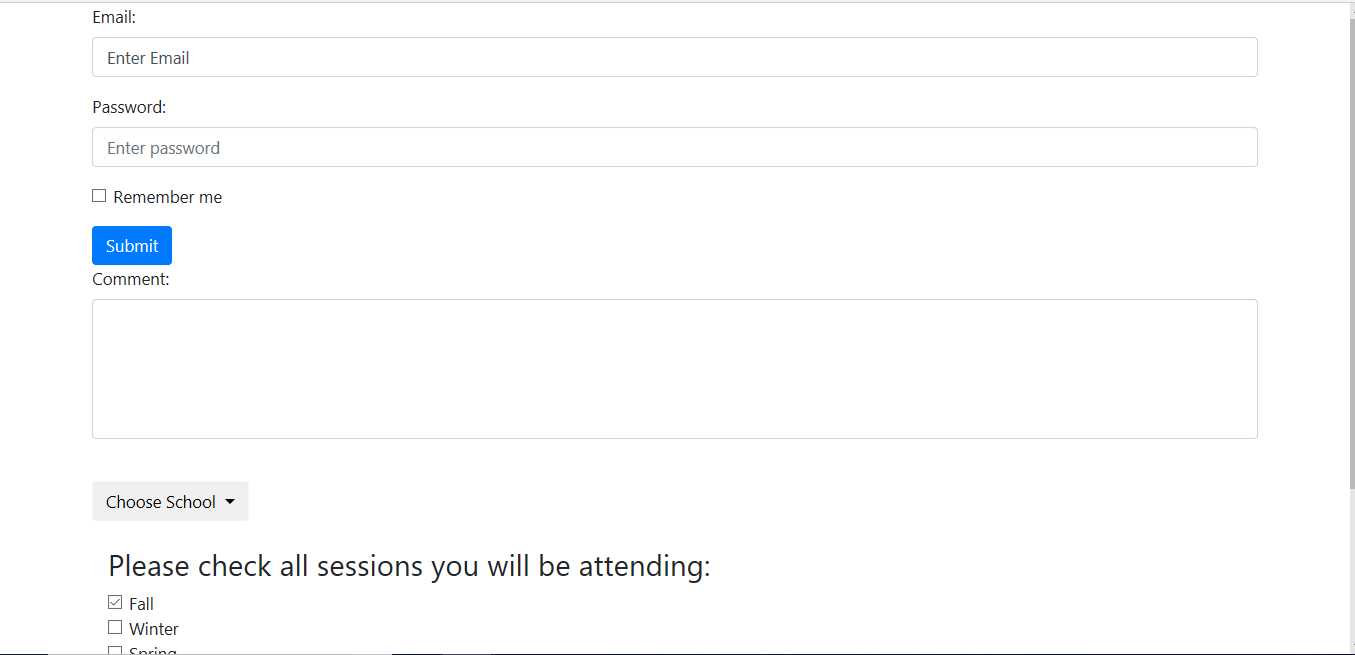 Email:
Enter Email
Password:
Enter password
Remember me
Submit
Comment:
Choose School
Please check all sessions you will be attending:
Fall
Winter
Spring